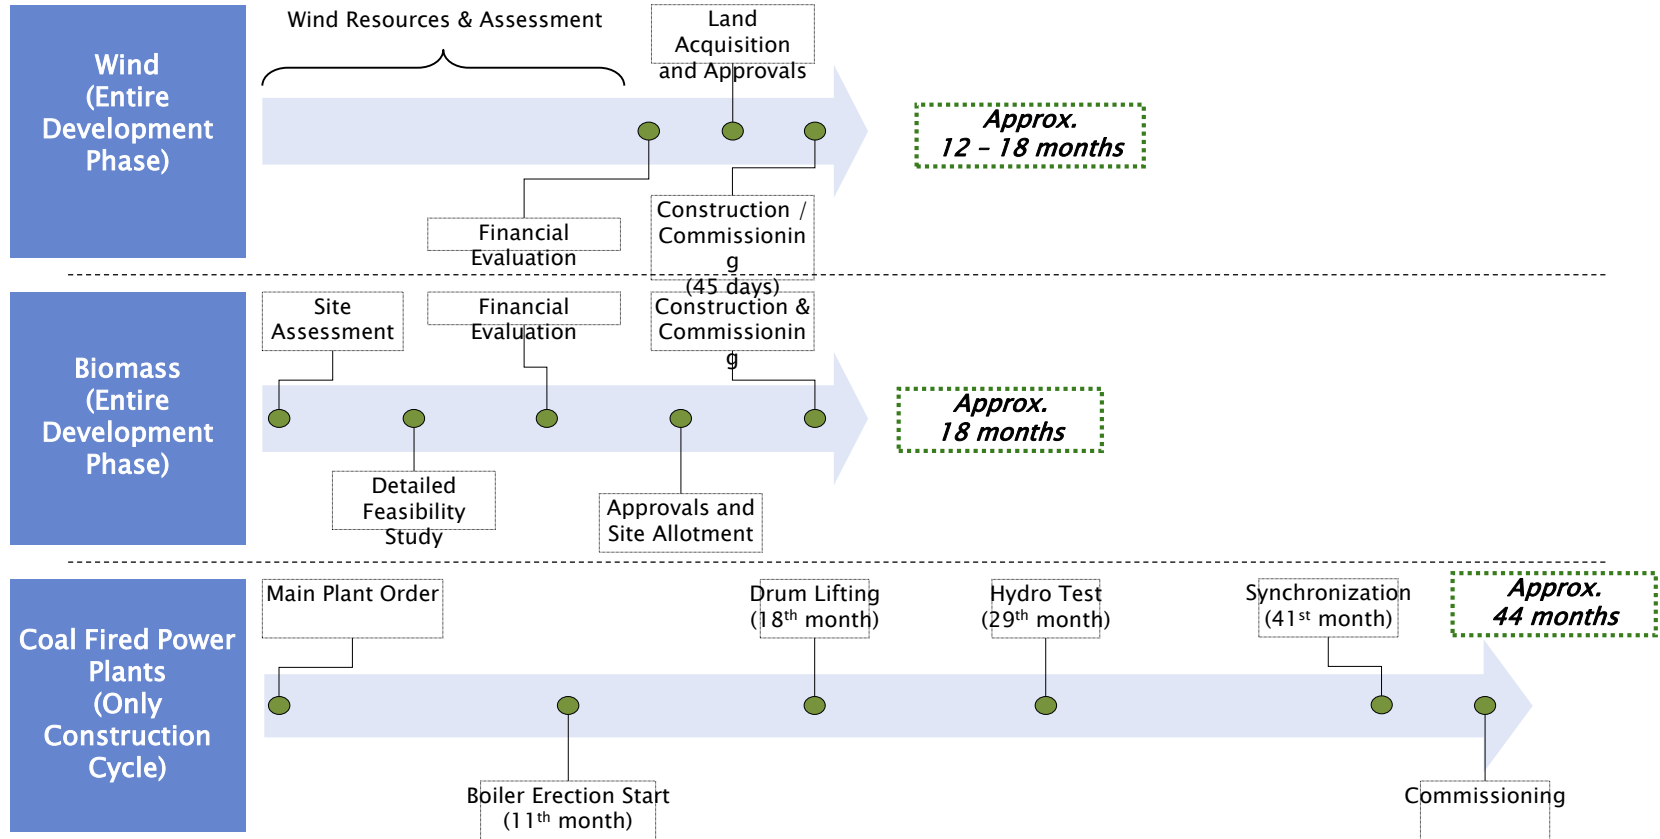 Wind
(Entire
Development
Phase)
Wind Resources & Assessment
Land
Acquisition
and Approvals
Financial
Evaluation
Construction /
Commissionin
g
(45 days)
Approx.
12 – 18 months
Biomass
(Entire
Development
Phase)
Site
Assessment
Financial
Evaluation
Construction &
Commissionin
g
Detailed
Feasibility
Study
Approvals and
Site Allotment
Approx.
18 months
Coal Fired Power
Plants
(Only
Construction
Cycle)
Main Plant Order
Drum Lifting
(18th month)
Hydro Test
(29th month)
Synchronization
(41st month)
Approx.
44 months
Boiler Erection Start
(11th month)
Commissioning